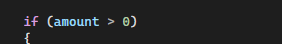 if (amount > 0)
{